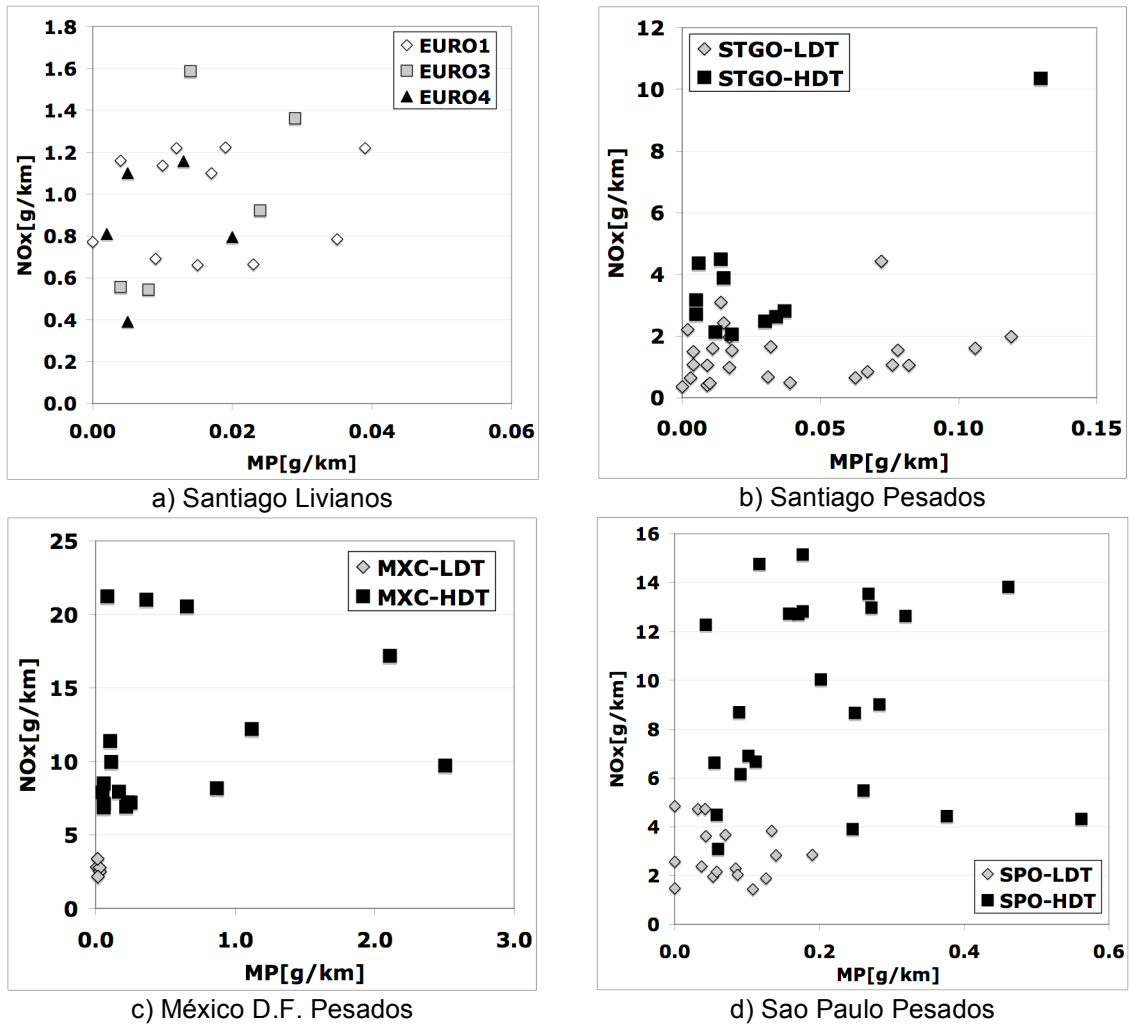 1.8
1.6
1.4
1.2
1.0
0.8
0.6
0.4
0.2
0.0
NOx[g/km]
EURO1
EURO3
EURO4
0.00 0.02 0.04 0.06
MP[g/km]
a) Santiago Livianos
12
10
8
6
4
2
0
NOx[g/km]
STGO-LDT
STGO-HDT
0.00 0.05 0.10 0.15
MP[g/km]
b) Santiago Pesados
25
20
15
10
5
0
NOx[g/km]
MXC-LDT
MXC-HDT
0.0 1.0 2.0 3.0
MP[g/km]
c) México D.F. Pesados
16
14
12
10
8
6
4
2
0
NOx[g/km]
SPO-LDT
SPO-HDT
0.0 0.2 0.4 0.6
MP[g/km]
d) Sao Paulo Pesados